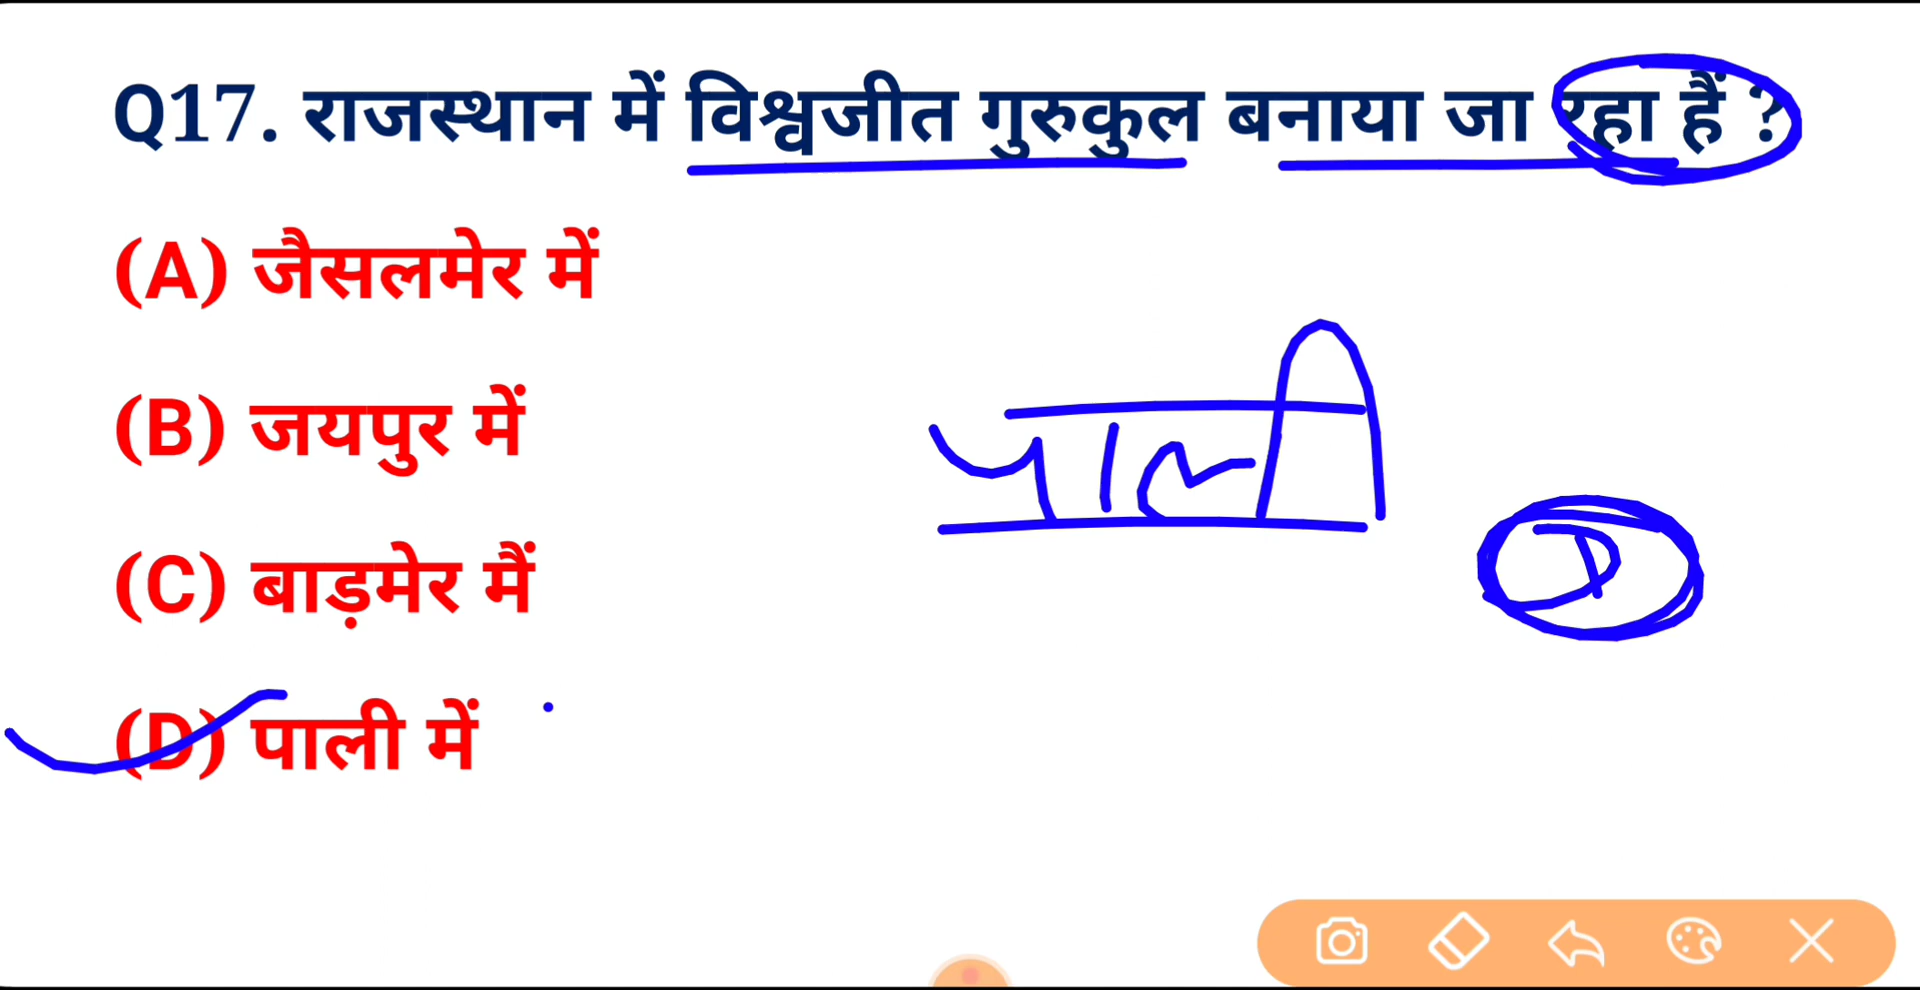 Q17. राजस्थान में विश्वजीत गुरुकुल बनाया जा रहा हैं ?
(A) जैसलमेर में
(B) जयपुर में
पाली
(C) बाड़मेर मैं
D
(D) पाली में